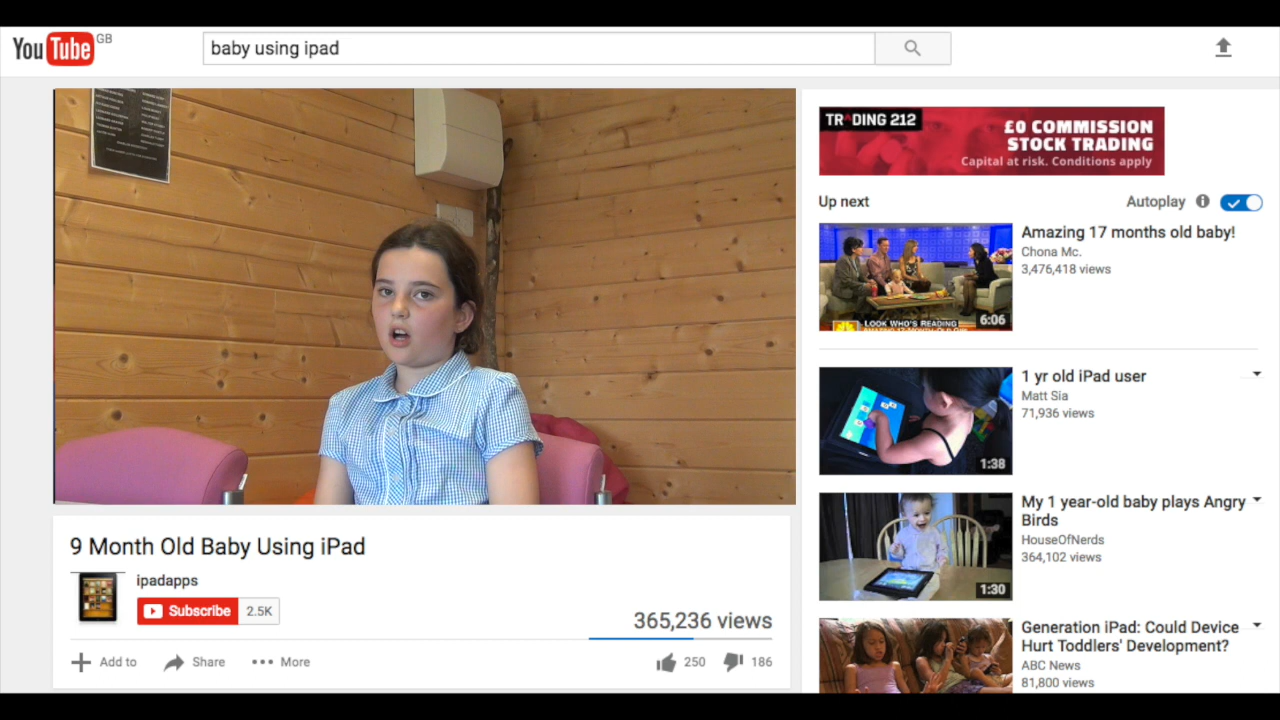 YouTube GB
baby using ipad
TRADING 212
£0 COMMISSION
STOCK TRADING
Capital at risk. Conditions apply
Up next
Autoplay
Amazing 17 months old baby!
Chona Mc.
3,476,418 views
LOOK WHO'S READING
6:06
1 yr old iPad user
Matt Sia
71,936 views
1:38
My 1 year-old baby plays Angry
Birds
HouseOfNerds
364,102 views
1:30
Generation iPad: Could Device
Hurt Toddlers' Development?
ABC News
81,800 views
9 Month Old Baby Using iPad
ipadapps
Subscribe 2.5K
365,236 views
Add to Share More 250 186